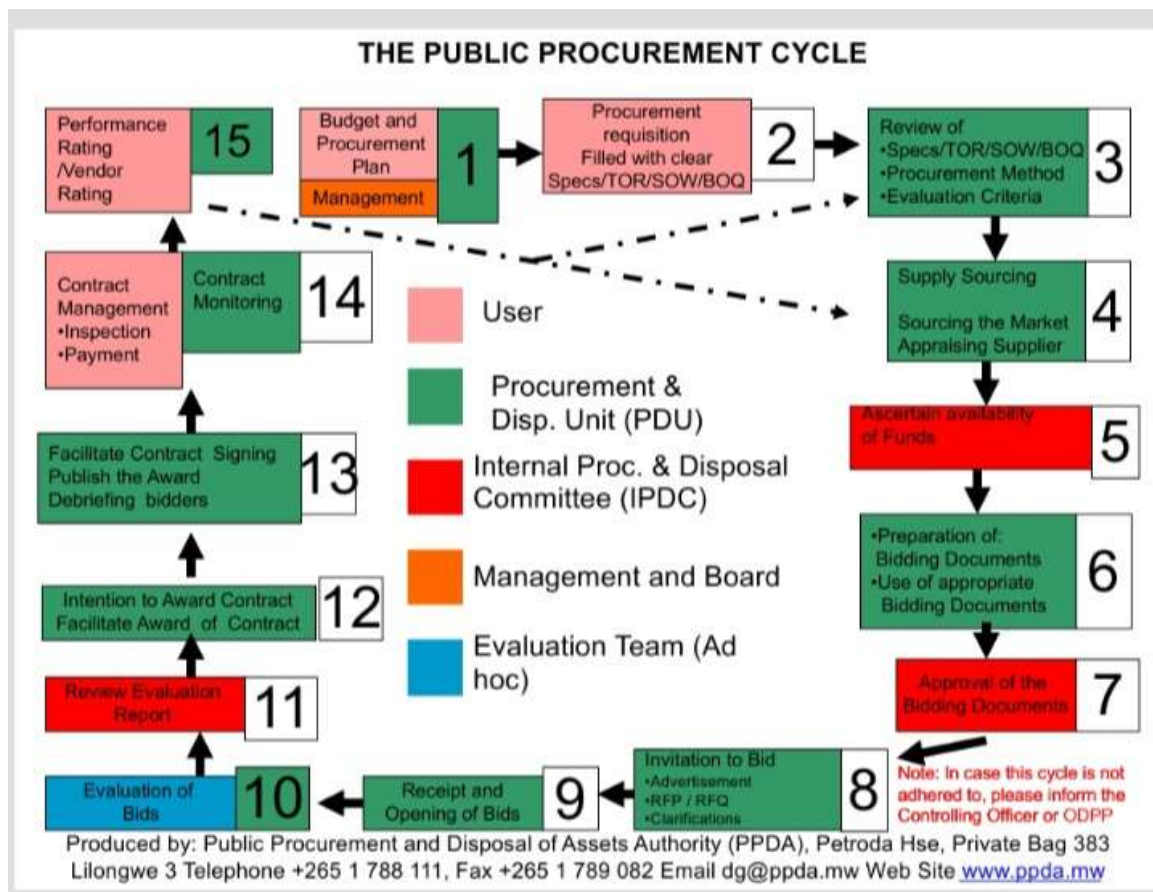 THE PUBLIC PROCUREMENT CYCLE
Budget and
Procurement
Plan
Management
1
Procurement
requisition
Filled with clear
Specs/TOR/SOW/BOQ
2
Review of
•Specs/TOR/SOW/BOQ
•Procurement Method
•Evaluation Criteria
3
Supply Sourcing
Sourcing the Market
Appraising Supplier
4
Ascertain availability
of Funds
5
•Preparation of:
Bidding Documents
•Use of appropriate
Bidding Documents
6
Approval of the
Bidding Documents
7
Note: In case this cycle is not
adhered to, please inform the
Controlling Officer or ODPP
Invitation to Bid
•Advertisement
•RFP / RFQ
•Clarifications
8
Receipt and
Opening of Bids
9
Evaluation of
Bids
10
Review Evaluation
Report
11
Intention to Award Contract
Facilitate Award of Contract
12
Facilitate Contract Signing
Publish the Award
Debriefing bidders
13
Contract
Management
•Inspection
•Payment
Contract
Monitoring
14
Performance
Rating
/Vendor
Rating
15
User
Procurement &
Disp. Unit (PDU)
Internal Proc. & Disposal
Committee (IPDC)
Management and Board
Evaluation Team (Ad
hoc)
Produced by: Public Procurement and Disposal of Assets Authority (PPDA), Petroda Hse, Private Bag 383
Lilongwe 3 Telephone +265 1 788 111, Fax +265 1 789 082 Email dg@ppda.mw Web Site www.ppda.mw